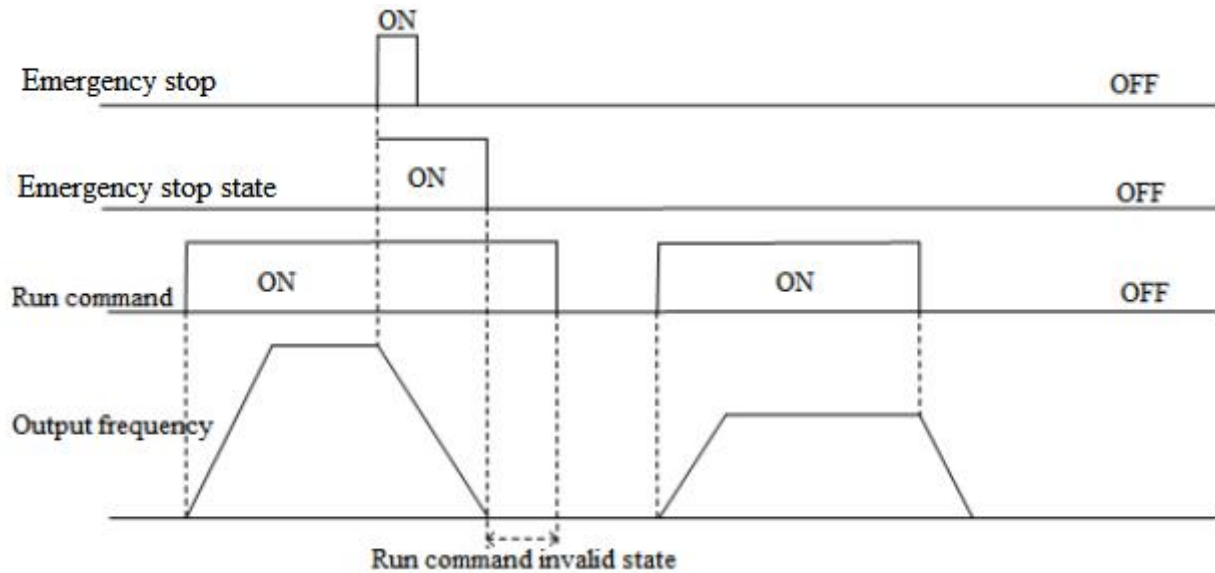 ON
Emergency stop
OFF
Emergency stop state
ON
OFF
Run command
ON
ON
OFF
Output frequency
Run command invalid state